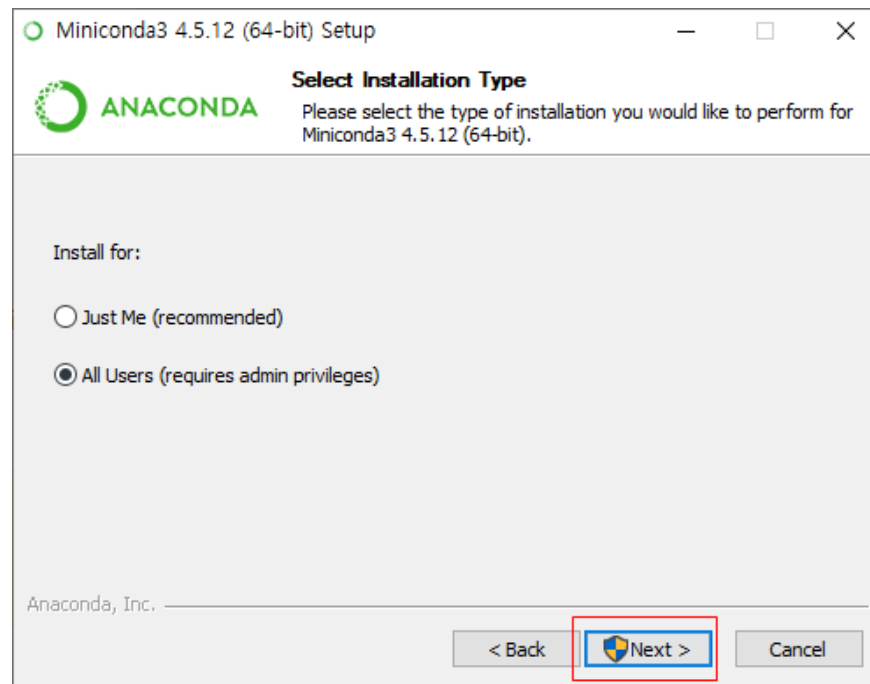 Miniconda3 4.5.12 (64-bit) Setup
ANACONDA
Select Installation Type
Please select the type of installation you would like to perform for
Miniconda3 4.5.12 (64-bit).
Install for:
Just Me (recommended)
All Users (requires admin privileges)
Anaconda, Inc.
< Back
Next >
Cancel